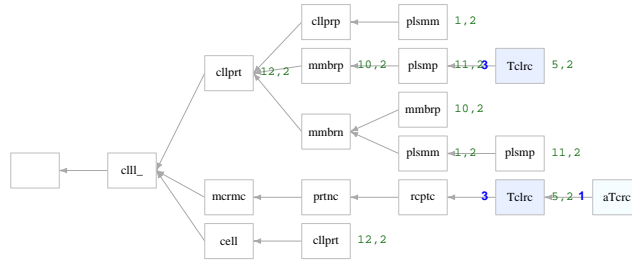 cllprp plsmm 1,2
cllprt 12,2 mmbrp 10,2 plsmp 11,2 3 Tclrc 5,2
mmbrp 10,2
mmbrn
plsmm 1,2 plsmp 11,2
clll_
mcrmc prtnc rcptc 3 Tclrc 5,2 1 aTcrc
cell cllprt 12,2